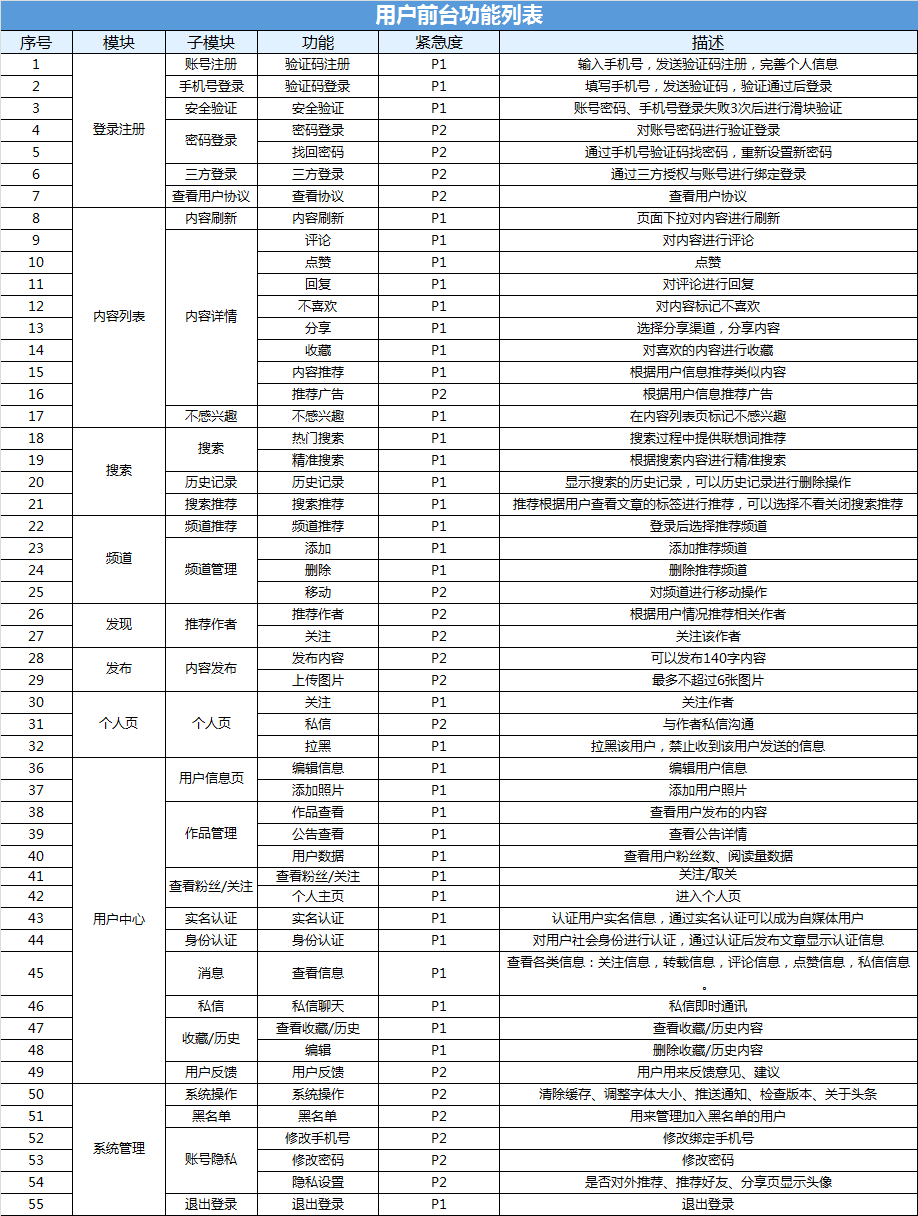 用户前台功能列表
序号 模块 子模块 功能 紧急度 描述
1 登录注册 账号注册 验证码注册 P1 输入手机号，发送验证码注册，完善个人信息
2 手机号登录 验证码登录 P1 填写手机号，发送验证码，验证通过后登录
3 安全验证 安全验证 P1 账号密码、手机号登录失败3次后进行滑块验证
4 密码登录 密码登录 P2 对账号密码进行验证登录
5 找回密码 P2 通过手机号验证码找密码，重新设置新密码
6 三方登录 三方登录 P2 通过三方授权与账号进行绑定登录
7 查看用户协议 查看协议 P2 查看用户协议
8 内容列表 内容刷新 内容刷新 P1 页面下拉对内容进行刷新
9 内容详情 评论 P1 对内容进行评论
10 点赞 P1 点赞
11 回复 P1 对评论进行回复
12 不喜欢 P1 对内容标记不喜欢
13 分享 P1 选择分享渠道，分享内容
14 收藏 P1 对喜欢的内容进行收藏
15 内容推荐 P1 根据用户信息推荐类似内容
16 推荐广告 P2 根据用户信息推荐广告
17 不感兴趣 不感兴趣 P1 在内容列表页标记不感兴趣
18 搜索 搜索 热门搜索 P1 搜索过程中提供联想词推荐
19 精准搜索 P1 根据搜索内容进行精准搜索
20 历史记录 历史记录 P1 显示搜索的历史记录，可以历史记录进行删除操作
21 搜索推荐 搜索推荐 P1 推荐根据用户查看文章的标签进行推荐，可以选择不看关闭搜索推荐
22 频道 频道推荐 频道推荐 P1 登录后选择推荐频道
23 频道管理 添加 P1 添加推荐频道
24 删除 P1 删除推荐频道
25 移动 P2 对频道进行移动操作
26 发现 推荐作者 推荐作者 P2 根据用户情况推荐相关作者
27 关注 P2 关注该作者
28 发布 内容发布 发布内容 P2 可以发布140字内容
29 上传图片 P2 最多不超过6张图片
30 个人页 个人页 关注 P1 关注作者
31 私信 P2 与作者私信沟通
32 拉黑 P1 拉黑该用户，禁止收到该用户发送的信息
36 用户中心 用户信息页 编辑信息 P1 编辑用户信息
37 添加照片 P1 添加用户照片
38 作品管理 作品查看 P1 查看用户发布的内容
39 公告查看 P1 查看公告详情
40 用户数据 P1 查看用户粉丝数、阅读量数据
41 查看粉丝/关注 查看粉丝/关注 P1 关注/取关
42 个人主页 P1 进入个人页
43 实名认证 实名认证 P1 认证用户实名信息，通过实名认证可以成为自媒体用户
44 身份认证 身份认证 P1 对用户社会身份进行认证，通过认证后发布文章显示认证信息
45 消息 查看信息 P1 查看各类信息：关注信息，转载信息，评论信息，点赞信息，私信信息
。
46 私信 私信聊天 P1 私信即时通讯
47 收藏/历史 查看收藏/历史 P1 查看收藏/历史内容
48 编辑 P1 删除收藏/历史内容
49 用户反馈 用户反馈 P2 用户用来反馈意见、建议
50 系统管理 系统操作 系统操作 P2 清除缓存、调整字体大小、推送通知、检查版本、关于头条
51 黑名单 黑名单 P2 用来管理加入黑名单的用户
52 账号隐私 修改手机号 P2 修改绑定手机号
53 修改密码 P2 修改密码
54 隐私设置 P2 是否对外推荐、推荐好友、分享页显示头像
55 退出登录 退出登录 P1 退出登录